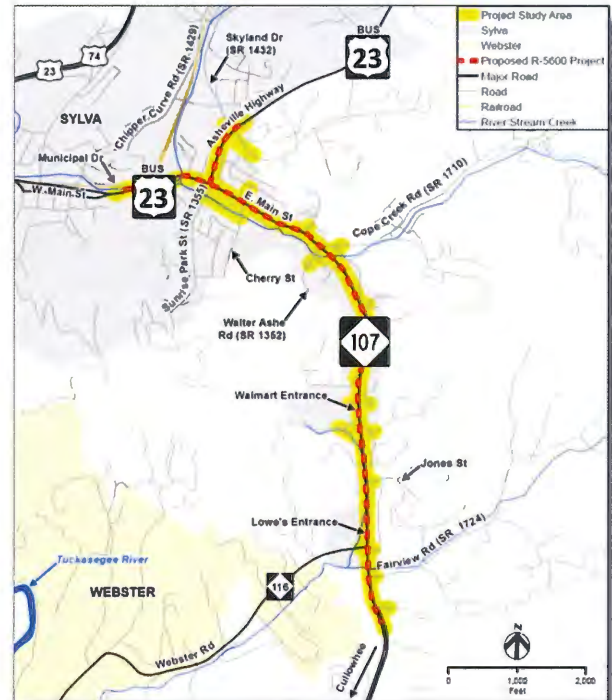 Project Study Area
Sylva
Webster
Proposed R-5600 Project
Major Road
Road
Railroad
River Stream Creek
BUS
23
Skyland Dr
(SR 1432)
74
23
Chipper Curve Rd (SR 1429)
Asheville Highway
SYLVA
Municipal Dr
BUS
23
W. Main St
E. Main St
Cope Creek Rd (SR 1710)
Sunrise Park St (SR 1355)
Cherry St
Walter Ashe
Rd (SR 1362)
107
Walmart Entrance
Jones St
Lowe's Entrance
Fairview Rd (SR 1724)
Tuckasegee River
WEBSTER
116
Webster Rd
Cullowhee
N
0 1,000 2,000
Feet